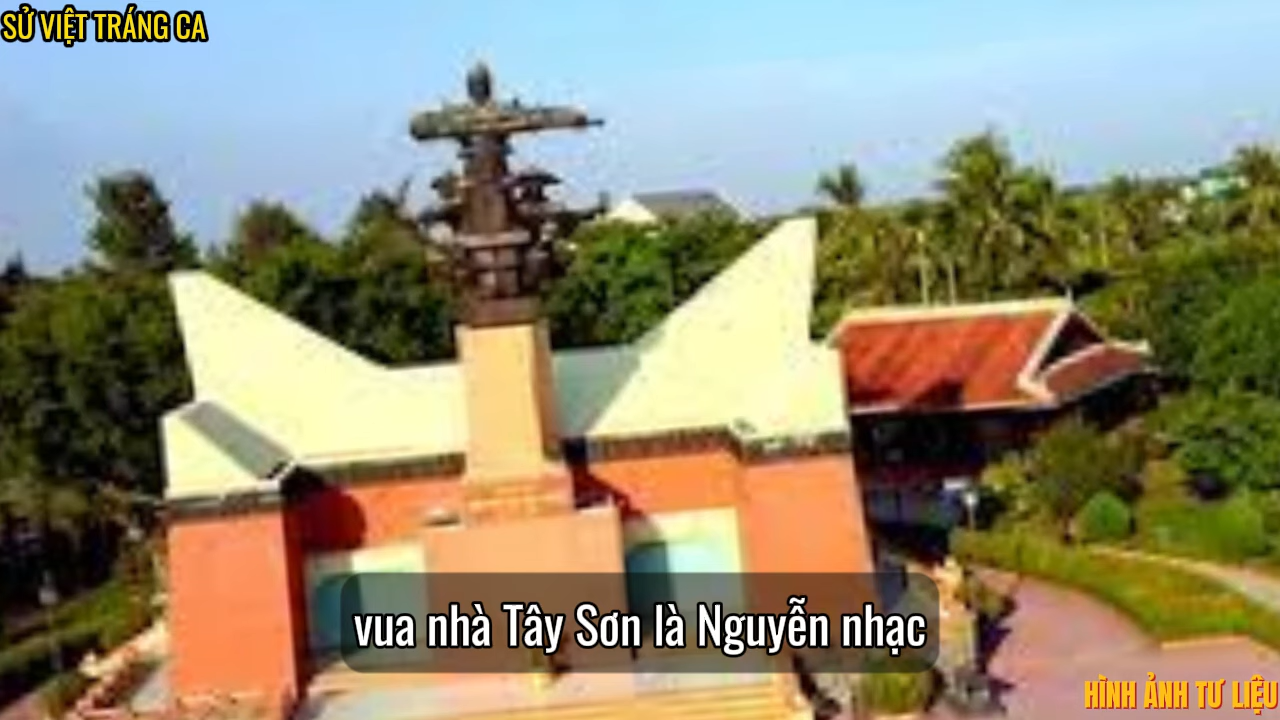 SỬ VIỆT TRÁNG CA
vua nhà Tây Sơn là Nguyễn nhạc
HÌNH ẢNH TƯ LIỆU